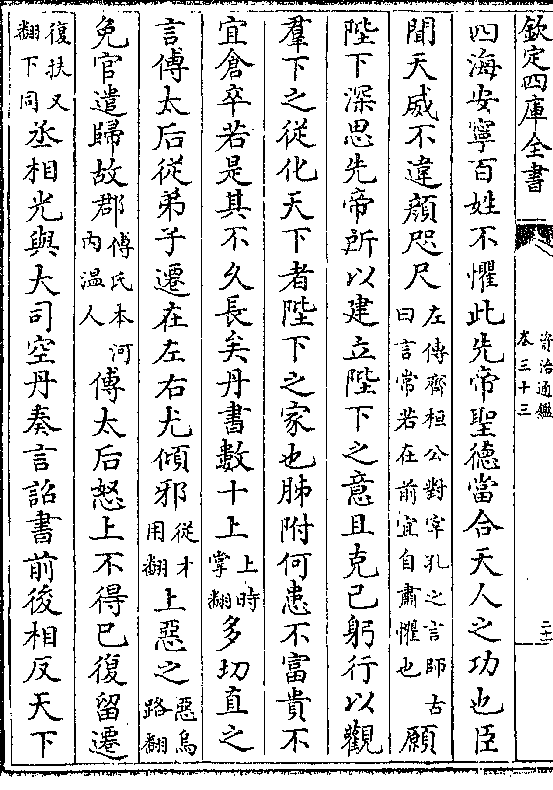 欽定四庫全書
資治通鑑
卷三十三
四海安寧百姓不懼此先帝聖德當合天人之功也臣
聞天威不違顔咫尺左傳齊桓公對宰孔之言師古曰言常若在前宜自肅懼也願
陛下深思先帝所以建立陛下之意且克已躬行以觀
羣下之從化天下者陛下之家也胏附何患不富貴不
宜倉卒若是其不久長矣丹書數十上上時掌翻多切直之
言傅太后從弟子遷在左右尤傾邪從才用翻上惡之惡烏路翻
免官遣歸故郡傅氏本河内温人傅太后怒上不得已復留遷
復扶又翻下同丞相光與大司空丹奏言詔書前後相反天下